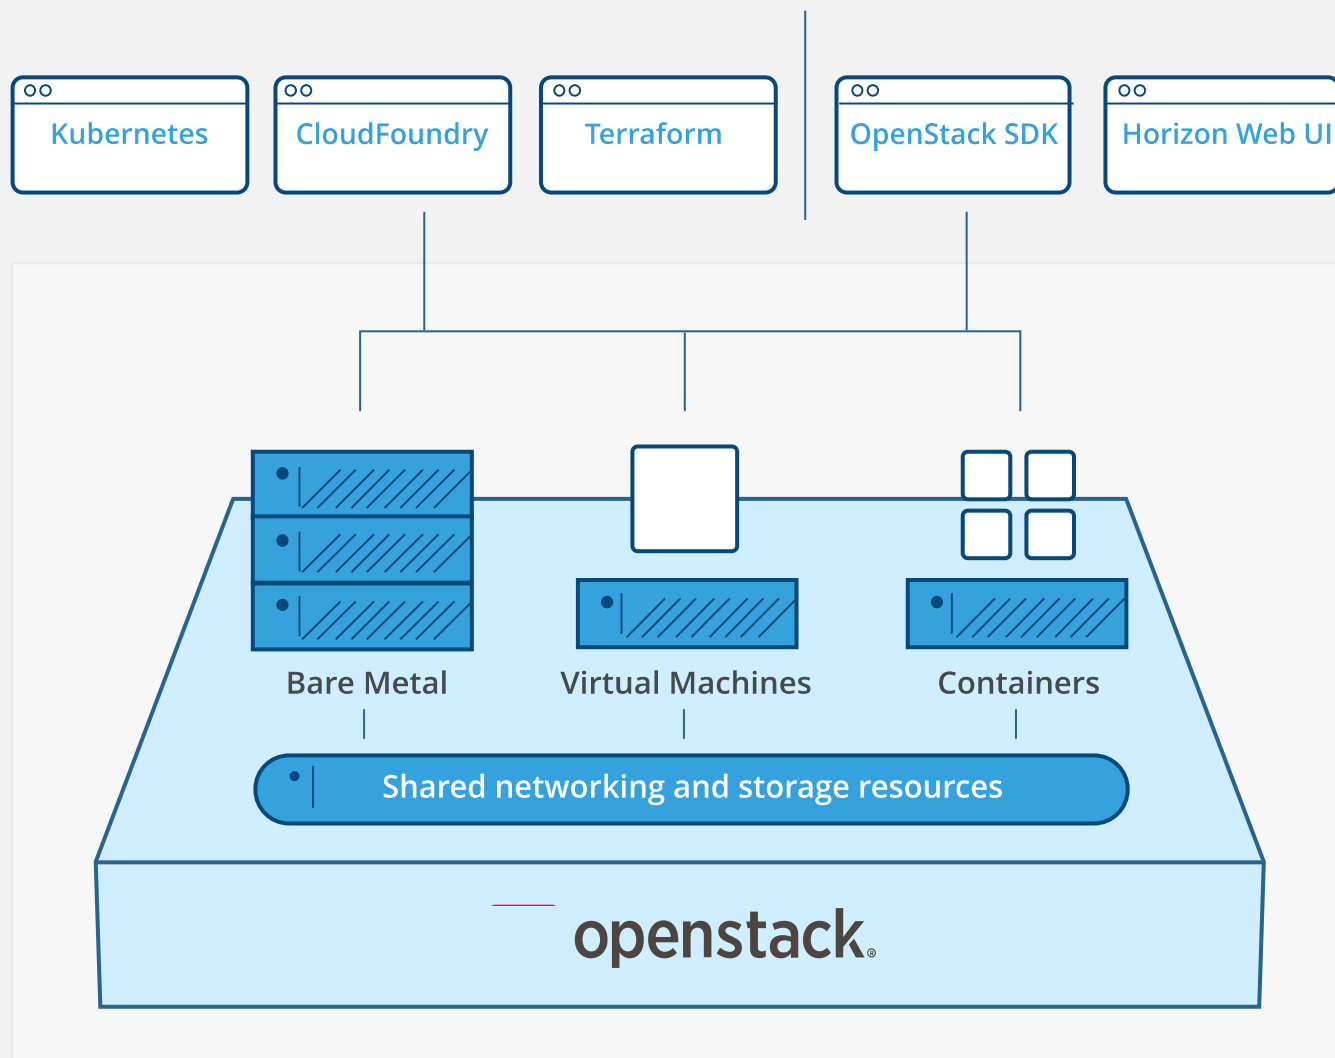 Kubernetes
CloudFoundry
Terraform
OpenStack SDK
Horizon Web UI
Bare Metal
Virtual Machines
Containers
Shared networking and storage resources
openstack®